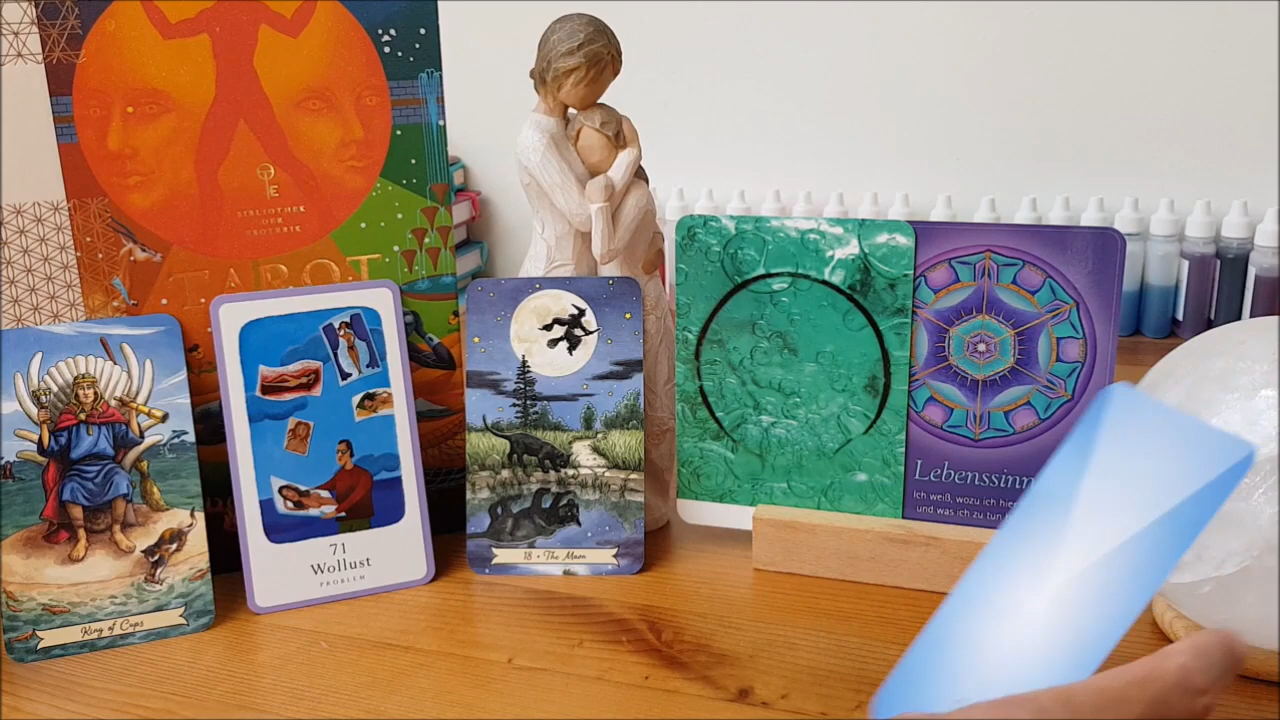 BIBLIOTHEK
DER
ESOTERIK
TAROT
King of Cups
71
Wollust
PROBLEM
18 • The Moon
Lebenssinn
Ich weiß, wozu ich hier
und was ich zu tun